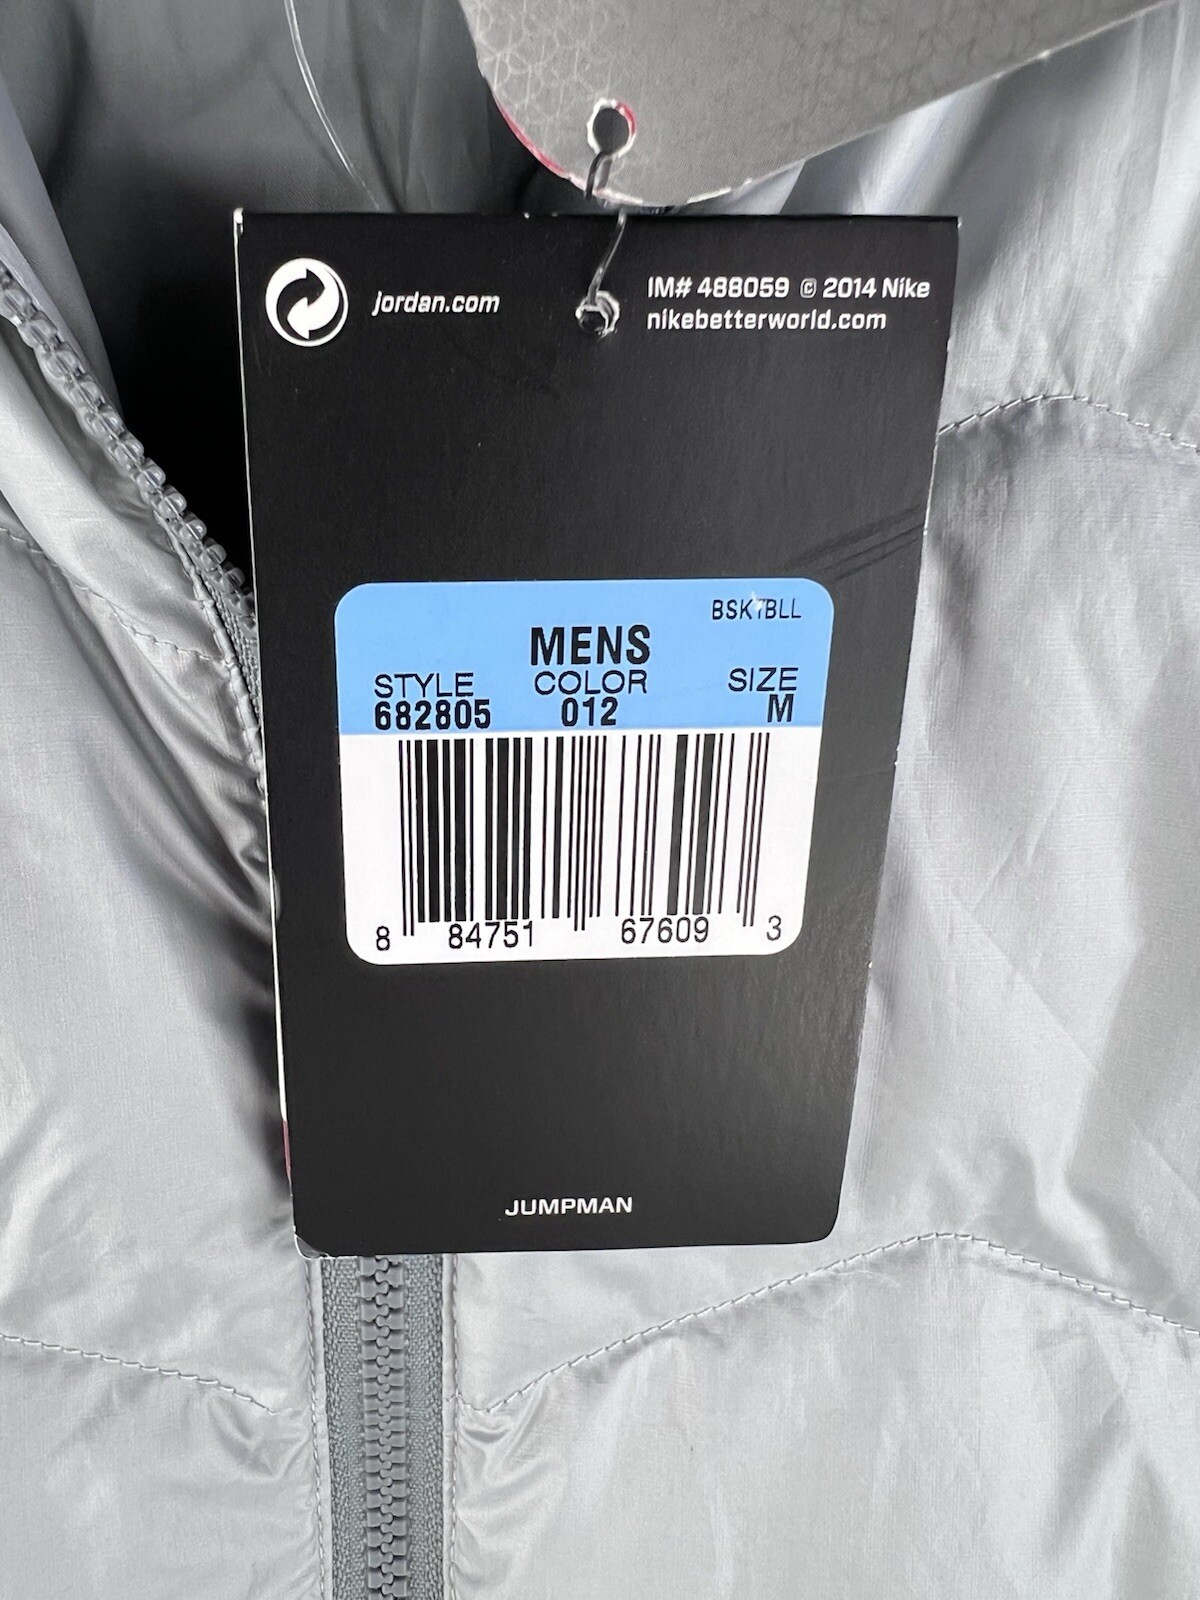 jordan.com
IM# 488059 © 2014 Nike
nikebetterworld.com
BSKTBLL
MENS
STYLE COLOR SIZE
682805 012 M
8 84751 67609 3
JUMPMAN